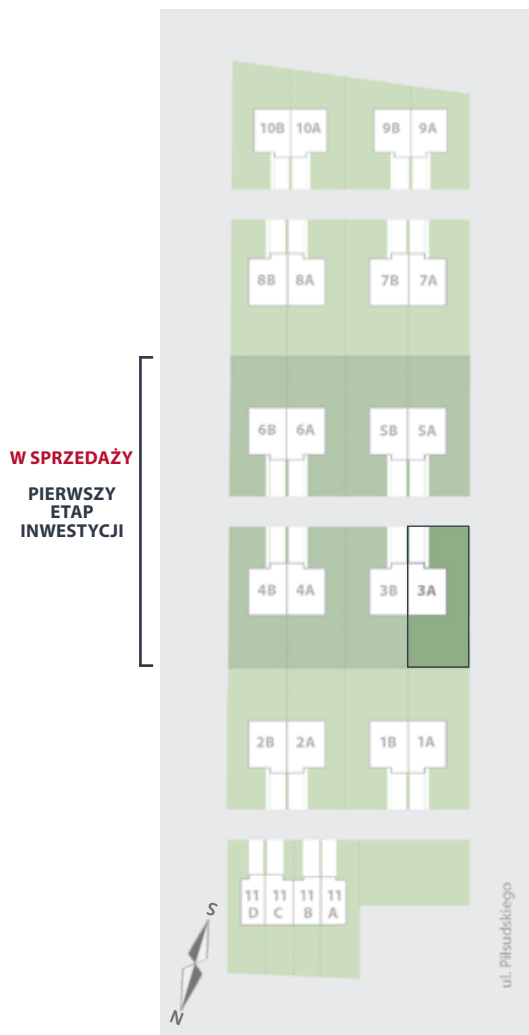 10B 10A
9B 9A
8B 8A
7B 7A
6B 6A
5B 5A
W SPRZEDAŻY
PIERWSZY
ETAP
INWESTYCJI
4B 4A
3B 3A
2B 2A
1B 1A
11 11 11 11
D C B A
S
N
ul. Piłsudskiego